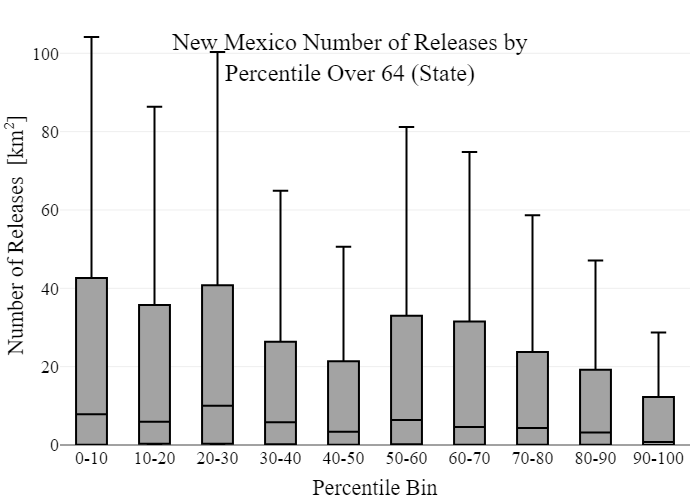 New Mexico Number of Releases by
Percentile Over 64 (State)
Number of Releases [km²]
100
80
60
40
20
0
0-10 10-20 20-30 30-40 40-50 50-60 60-70 70-80 80-90 90-100
Percentile Bin